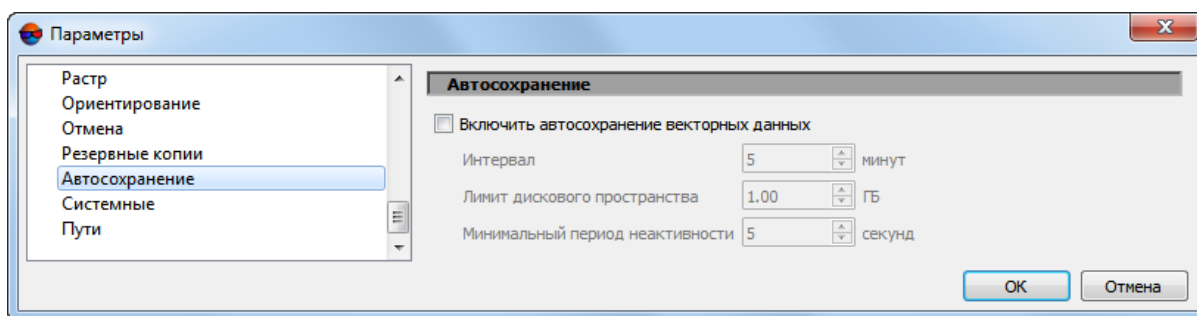 Параметры
Растр
Ориентирование
Отмена
Резервные копии
Автосохранение
Системные
Пути
Автосохранение
Включить автосохранение векторных данных
Интервал 5 минут
Лимит дискового пространства 1.00 ГБ
Минимальный период неактивности 5 секунд
OK Отмена